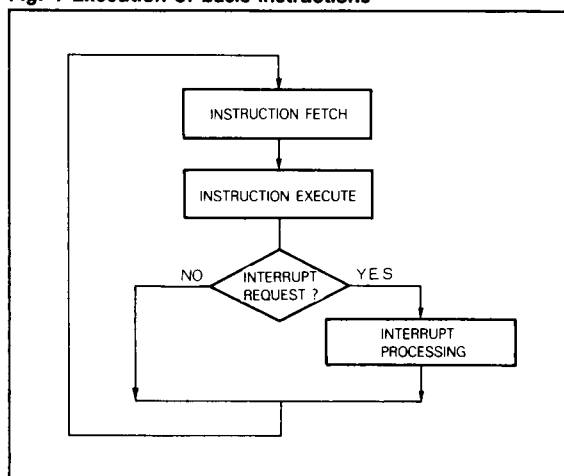 Fig. 1 Execution of basic instructions
INSTRUCTION FETCH
INSTRUCTION EXECUTE
NO
INTERRUPT
REQUEST ?
YES
INTERRUPT
PROCESSING